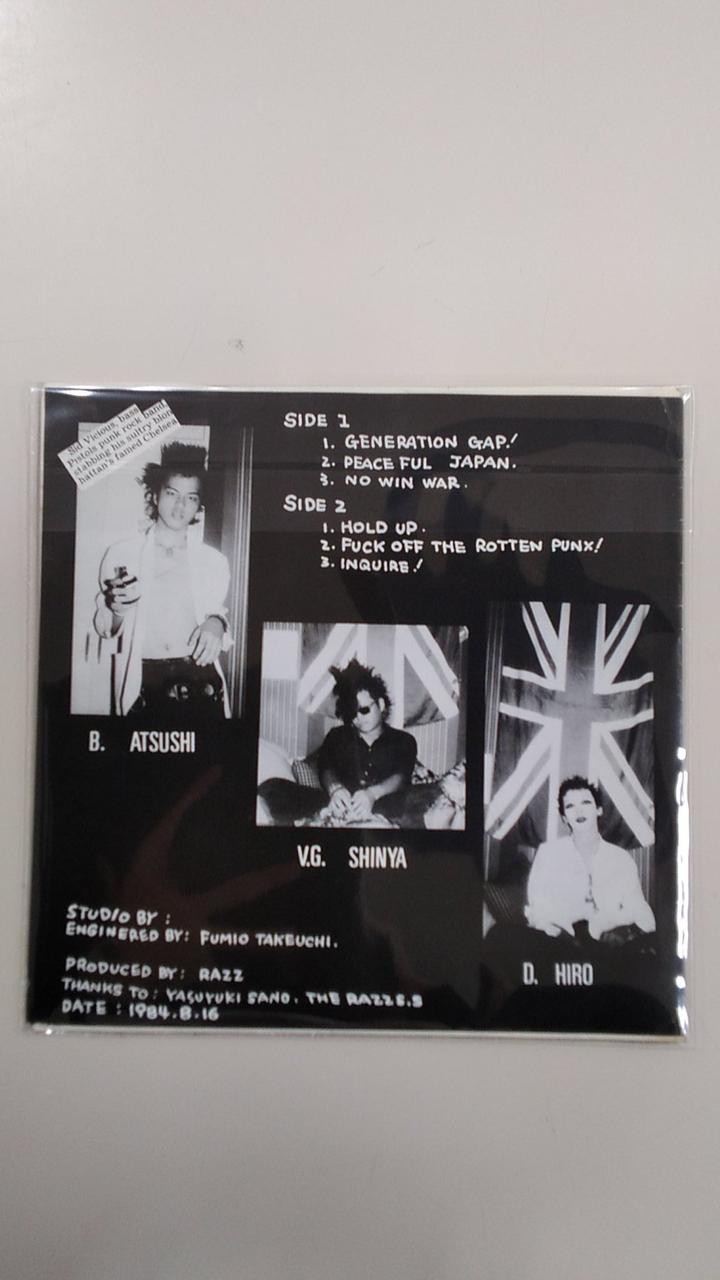 Sid Vicious, bass
Pistols punk rock band,
stabbing his sultry blon
hattan's famed Chelsea
SIDE 1
1. GENERATION GAP!
2. PEACE FUL JAPAN.
3. NO WIN WAR.
SIDE 2
1. HOLD UP.
2. FUCK OFF THE ROTTEN PUNX!
3. INQUIRE!
B. ATSUSHI
V.G. SHINYA
D. HIRO
STUDIO BY :
ENGINERED BY: FUMIO TAKEUCHI.
PRODUCED BY: RAZZ
THANKS TO: YASUYUKI SANO. THE RAZZES.S
DATE : 1984.8.16